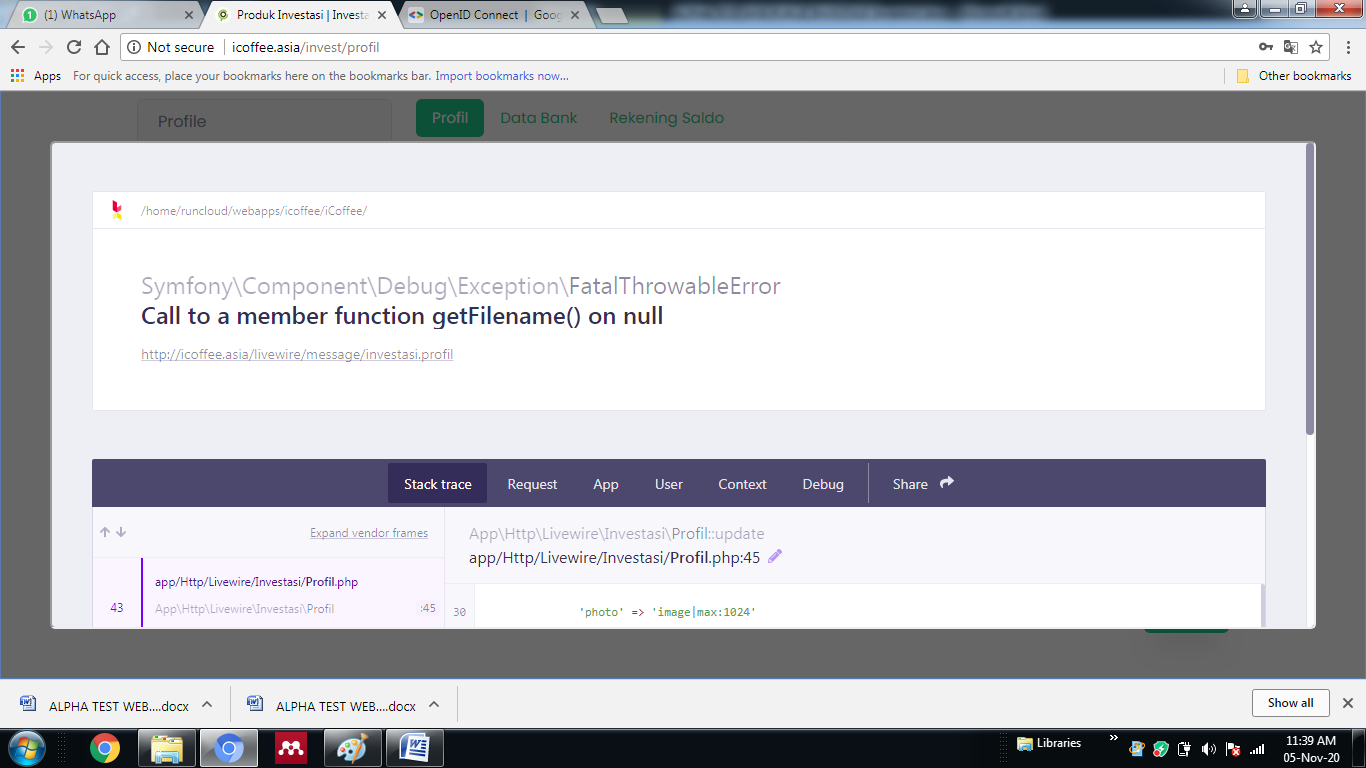 (1) WhatsApp
Produk Investasi | Investa
OpenID Connect | Goog
Not secure
icoffee.asia/invest/profil
Apps
For quick access, place your bookmarks here on the bookmarks bar. Import bookmarks now...
Other bookmarks
Profile
Profil
Data Bank
Rekening Saldo
/home/runcloud/webapps/icoffee/iCoffee/
Symfony\Component\Debug\Exception\FatalThrowableError
Call to a member function getFilename() on null
http://icoffee.asia/livewire/message/investasi.profil
Stack trace
Request
App
User
Context
Debug
Share
Expand vendor frames
App\Http\Livewire\Investasi\Profil::update
app/Http/Livewire/Investasi/Profil.php:45
43
app/Http/Livewire/Investasi/Profil.php
App\Http\Livewire\Investasi\Profil
:45
30
'photo' => 'image|max:1024'
ALPHA TEST WEB....docx
ALPHA TEST WEB....docx
Show all
Libraries
11:39 AM
05-Nov-20